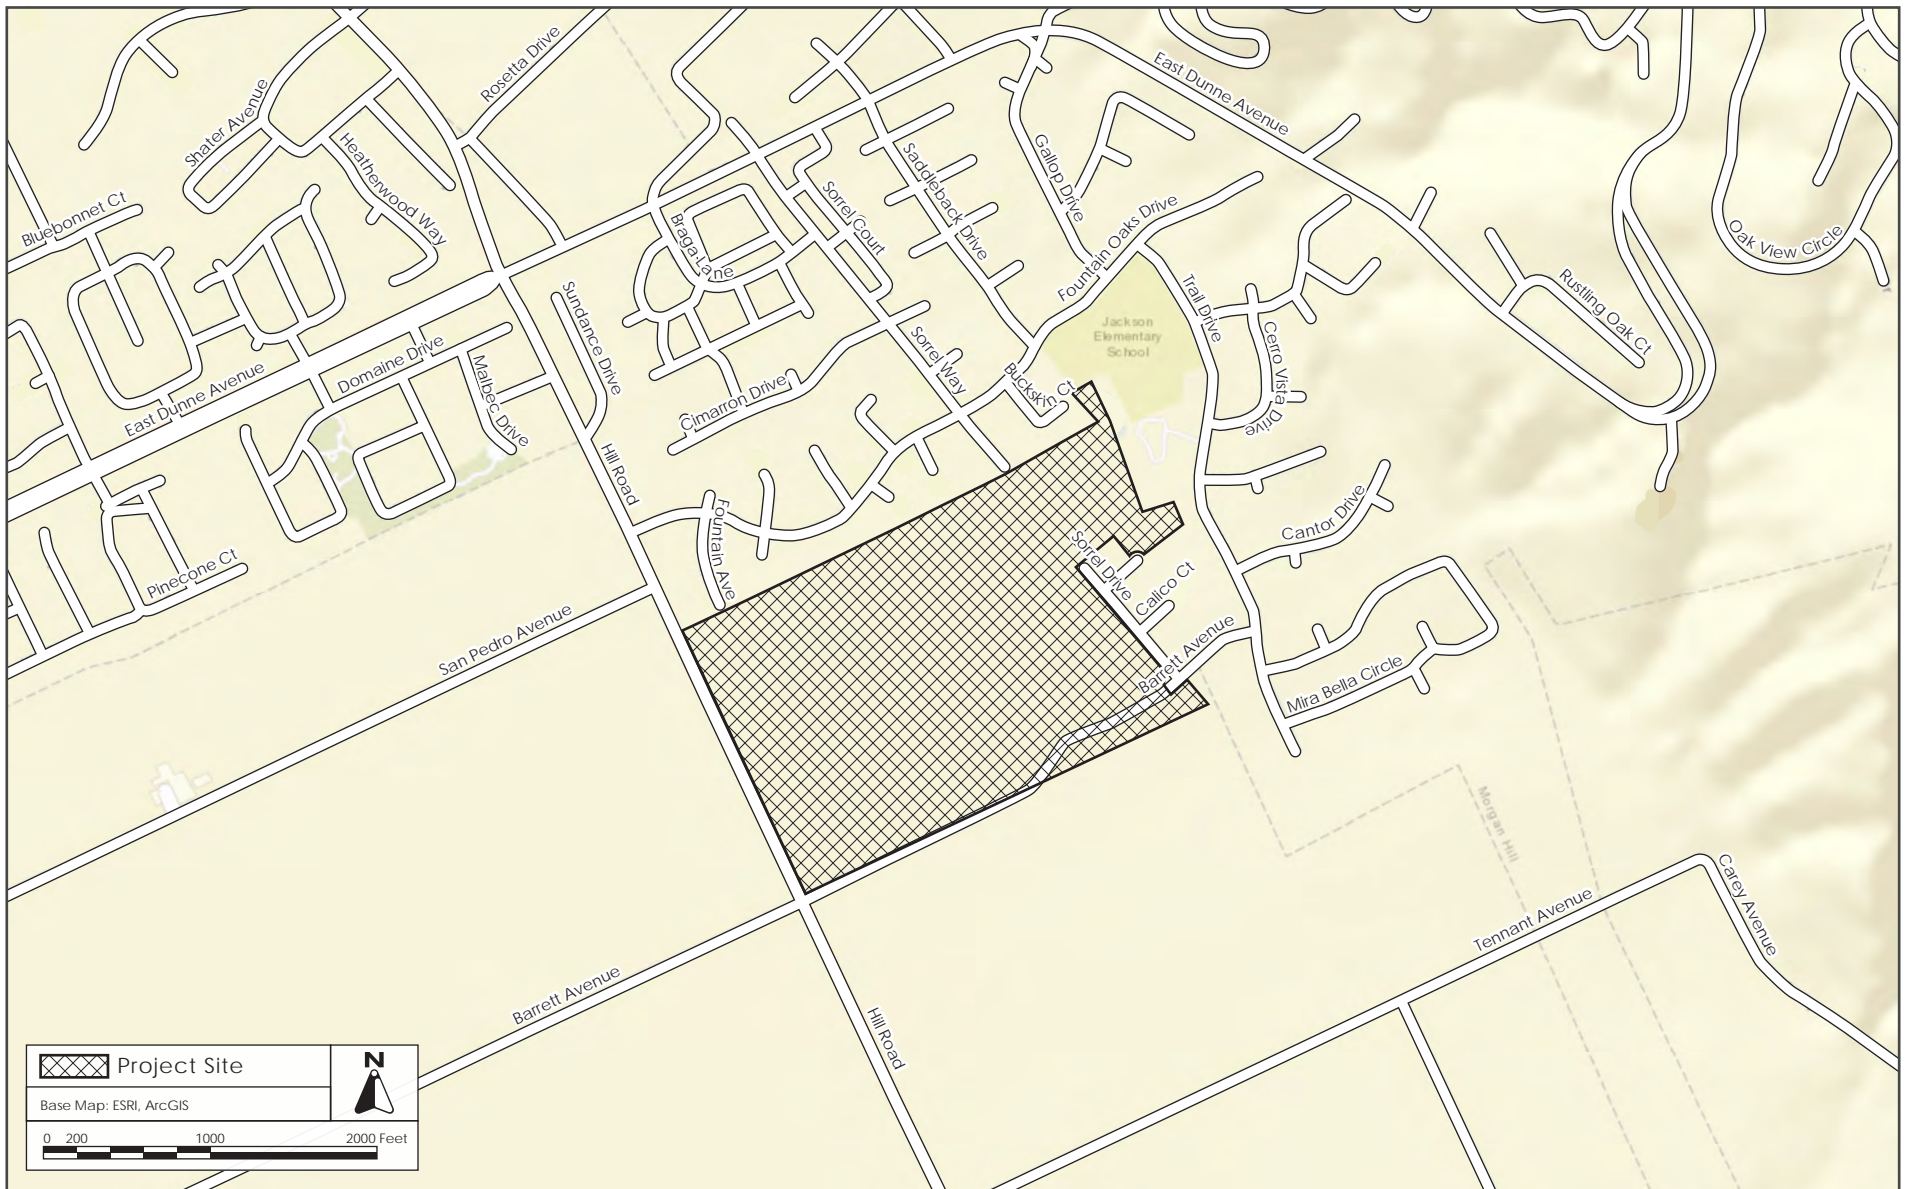 Rosetta Drive
East Dunne Avenue
Shater Avenue
Heatherwood Way
Gallop Drive
Saddleback Drive
Sorrel Court
Bluebonnet Ct
Braga Lane
Fountain Oaks Drive
Oak View Circle
Trail Drive
Rustling Oak Ct
Sundance Drive
Jackson
Elementary
School
Cerro Vista Drive
Sorrel Way
Domaine Drive
Malbec Drive
East Dunne Avenue
Cimarron Drive
Buckskin Ct
Hill Road
Fountain Ave
Cantor Drive
Pinecone Ct
Sorrel Drive
Calico Ct
San Pedro Avenue
Barrett Avenue
Mira Bella Circle
Morgan Hill
Carey Avenue
Tennant Avenue
Barrett Avenue
Hill Road
Project Site
N
Base Map: ESRI, ArcGIS
0 200 1000 2000 Feet